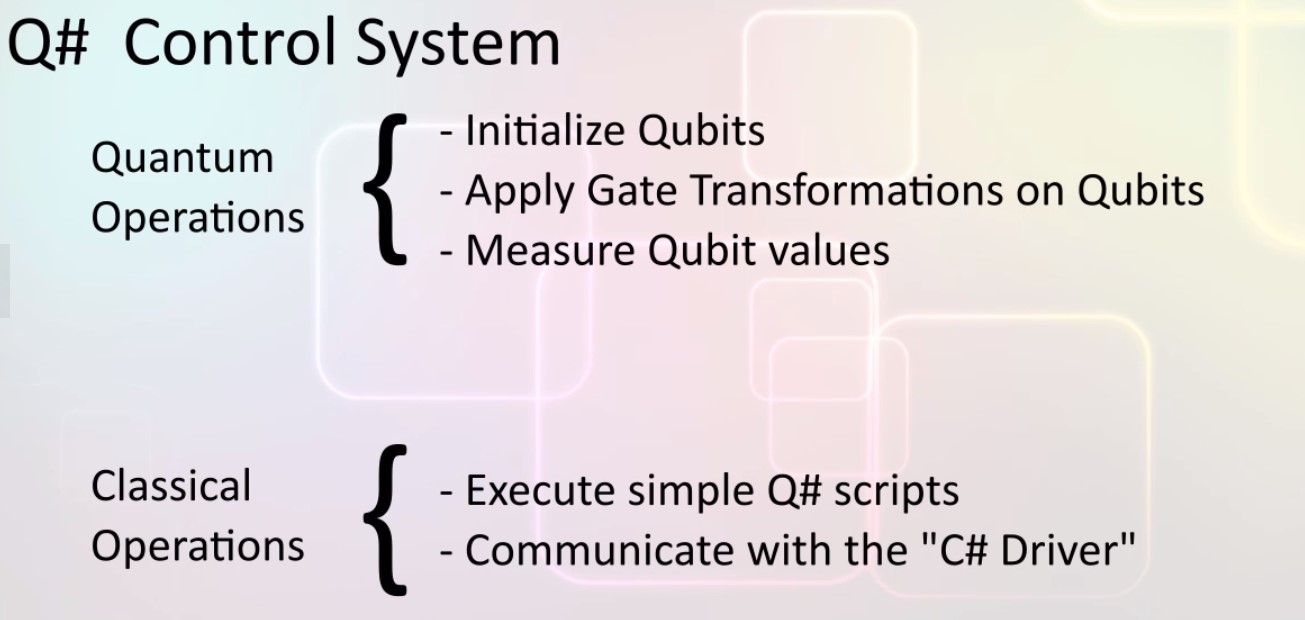 Q# Control System
Quantum
Operations
- Initialize Qubits
- Apply Gate Transformations on Qubits
- Measure Qubit values
Classical
Operations
- Execute simple Q# scripts
- Communicate with the "C# Driver"